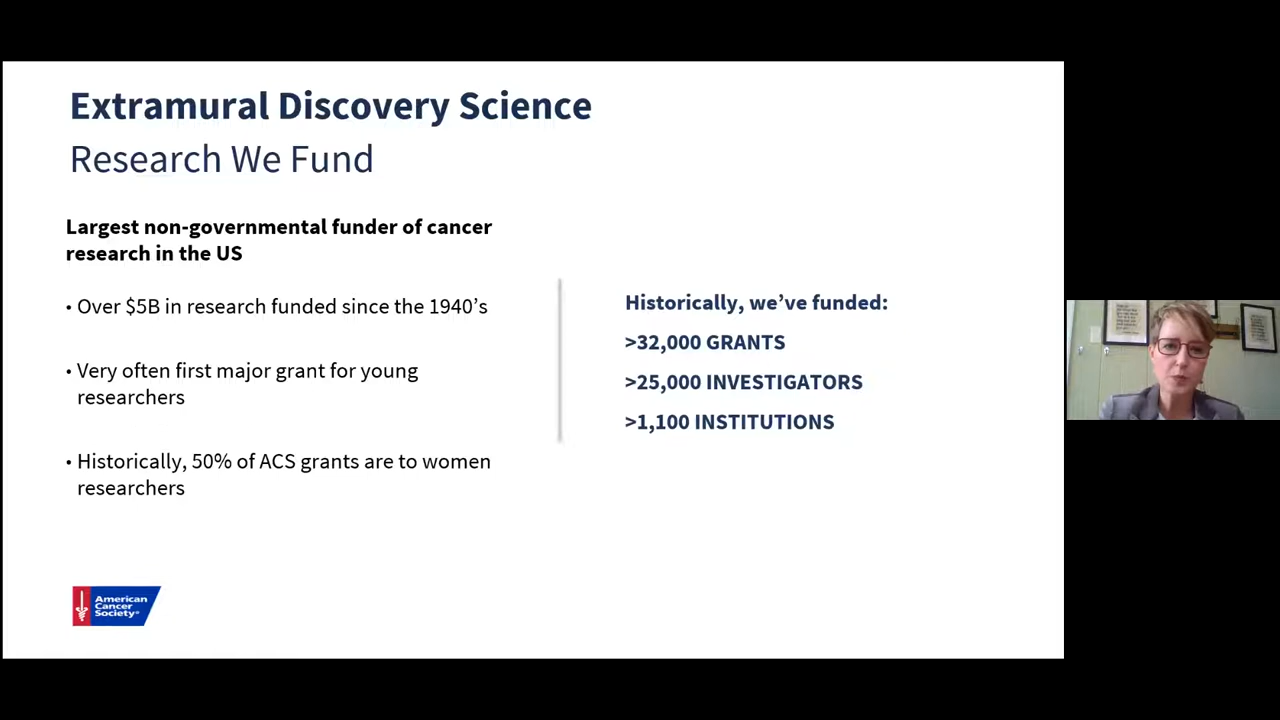 Extramural Discovery Science
Research We Fund
Largest non-governmental funder of cancer
research in the US
• Over $5B in research funded since the 1940’s
• Very often first major grant for young
researchers
• Historically, 50% of ACS grants are to women
researchers
Historically, we’ve funded:
>32,000 GRANTS
>25,000 INVESTIGATORS
>1,100 INSTITUTIONS
American
Cancer
Society®